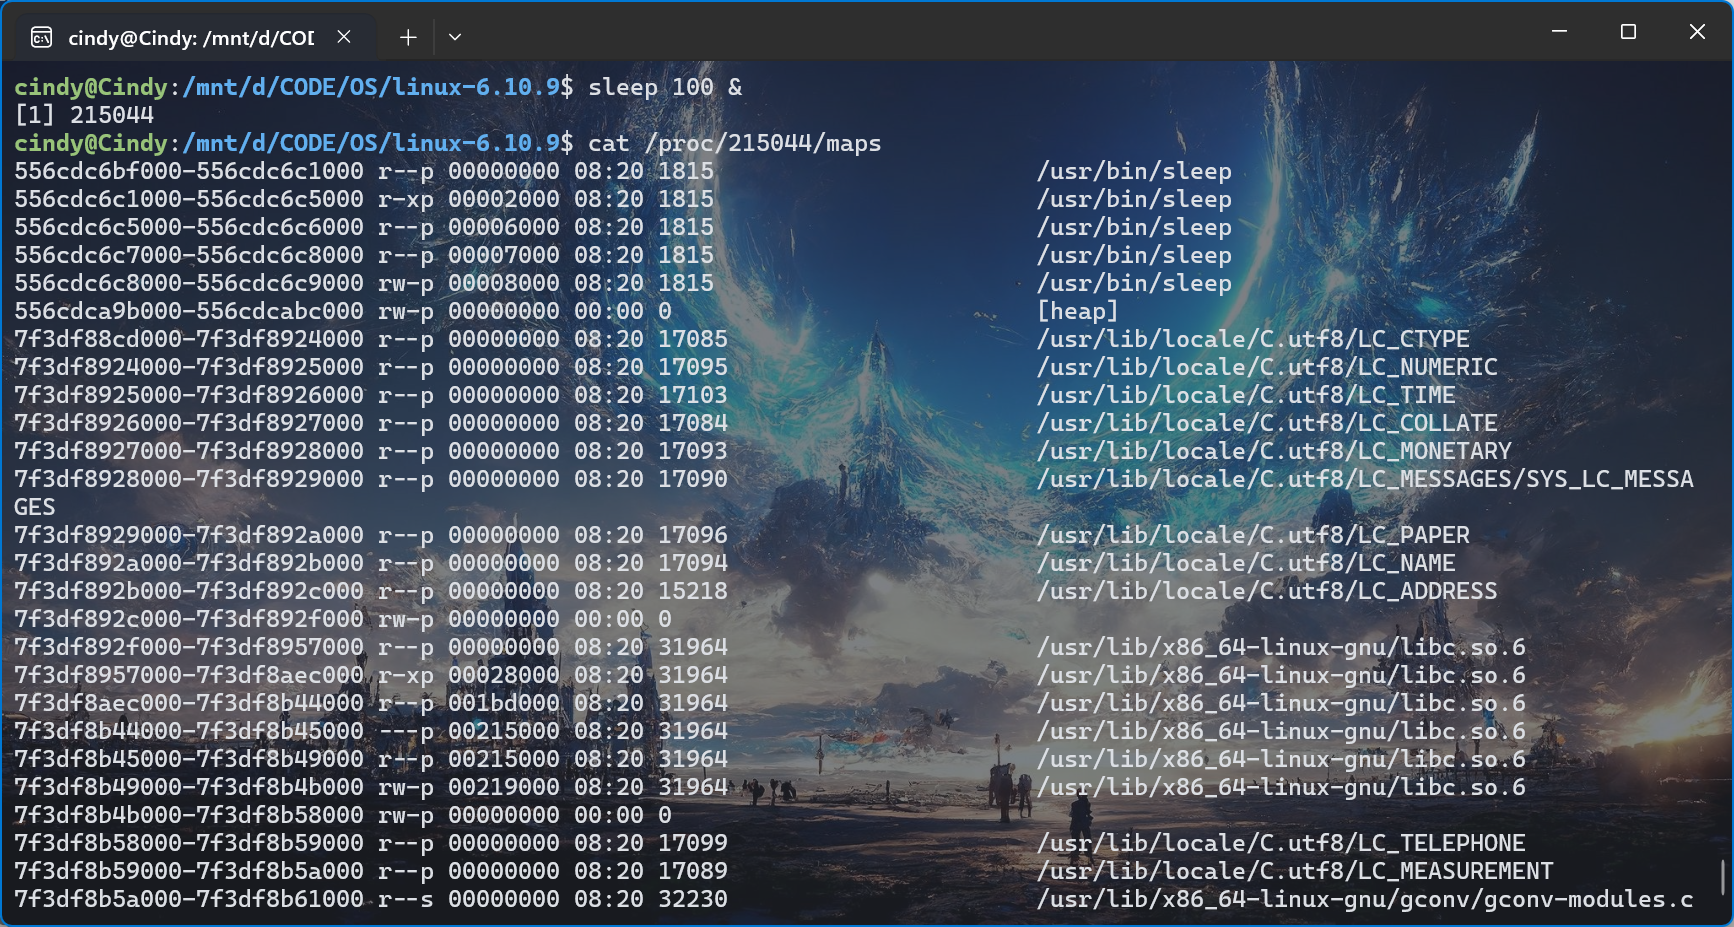 cindy@Cindy: /mnt/d/COD
cindy@Cindy:/mnt/d/CODE/OS/linux-6.10.9$ sleep 100 &
[1] 215044
cindy@Cindy:/mnt/d/CODE/OS/linux-6.10.9$ cat /proc/215044/maps
556cdc6bf000-556cdc6c1000 r--p 00000000 08:20 1815                       /usr/bin/sleep
556cdc6c1000-556cdc6c5000 r-xp 00002000 08:20 1815                       /usr/bin/sleep
556cdc6c5000-556cdc6c6000 r--p 00006000 08:20 1815                       /usr/bin/sleep
556cdc6c7000-556cdc6c8000 r--p 00007000 08:20 1815                       /usr/bin/sleep
556cdc6c8000-556cdc6c9000 rw-p 00008000 08:20 1815                       /usr/bin/sleep
556cdca9b000-556cdcabc000 rw-p 00000000 00:00 0                          [heap]
7f3df88cd000-7f3df8924000 r--p 00000000 08:20 17085                      /usr/lib/locale/C.utf8/LC_CTYPE
7f3df8924000-7f3df8925000 r--p 00000000 08:20 17095                      /usr/lib/locale/C.utf8/LC_NUMERIC
7f3df8925000-7f3df8926000 r--p 00000000 08:20 17103                      /usr/lib/locale/C.utf8/LC_TIME
7f3df8926000-7f3df8927000 r--p 00000000 08:20 17084                      /usr/lib/locale/C.utf8/LC_COLLATE
7f3df8927000-7f3df8928000 r--p 00000000 08:20 17093                      /usr/lib/locale/C.utf8/LC_MONETARY
7f3df8928000-7f3df8929000 r--p 00000000 08:20 17090                      /usr/lib/locale/C.utf8/LC_MESSAGES/SYS_LC_MESSA
GES
7f3df8929000-7f3df892a000 r--p 00000000 08:20 17096                      /usr/lib/locale/C.utf8/LC_PAPER
7f3df892a000-7f3df892b000 r--p 00000000 08:20 17094                      /usr/lib/locale/C.utf8/LC_NAME
7f3df892b000-7f3df892c000 r--p 00000000 08:20 15218                      /usr/lib/locale/C.utf8/LC_ADDRESS
7f3df892c000-7f3df892f000 rw-p 00000000 00:00 0
7f3df892f000-7f3df8957000 r--p 00000000 08:20 31964                      /usr/lib/x86_64-linux-gnu/libc.so.6
7f3df8957000-7f3df8aec000 r-xp 00028000 08:20 31964                      /usr/lib/x86_64-linux-gnu/libc.so.6
7f3df8aec000-7f3df8b44000 r--p 001bd000 08:20 31964                      /usr/lib/x86_64-linux-gnu/libc.so.6
7f3df8b44000-7f3df8b45000 ---p 00215000 08:20 31964                      /usr/lib/x86_64-linux-gnu/libc.so.6
7f3df8b45000-7f3df8b49000 r--p 00215000 08:20 31964                      /usr/lib/x86_64-linux-gnu/libc.so.6
7f3df8b49000-7f3df8b4b000 rw-p 00219000 08:20 31964                      /usr/lib/x86_64-linux-gnu/libc.so.6
7f3df8b4b000-7f3df8b58000 rw-p 00000000 00:00 0
7f3df8b58000-7f3df8b59000 r--p 00000000 08:20 17099                      /usr/lib/locale/C.utf8/LC_TELEPHONE
7f3df8b59000-7f3df8b5a000 r--p 00000000 08:20 17089                      /usr/lib/locale/C.utf8/LC_MEASUREMENT
7f3df8b5a000-7f3df8b61000 r--s 00000000 08:20 32230                      /usr/lib/x86_64-linux-gnu/gconv/gconv-modules.c